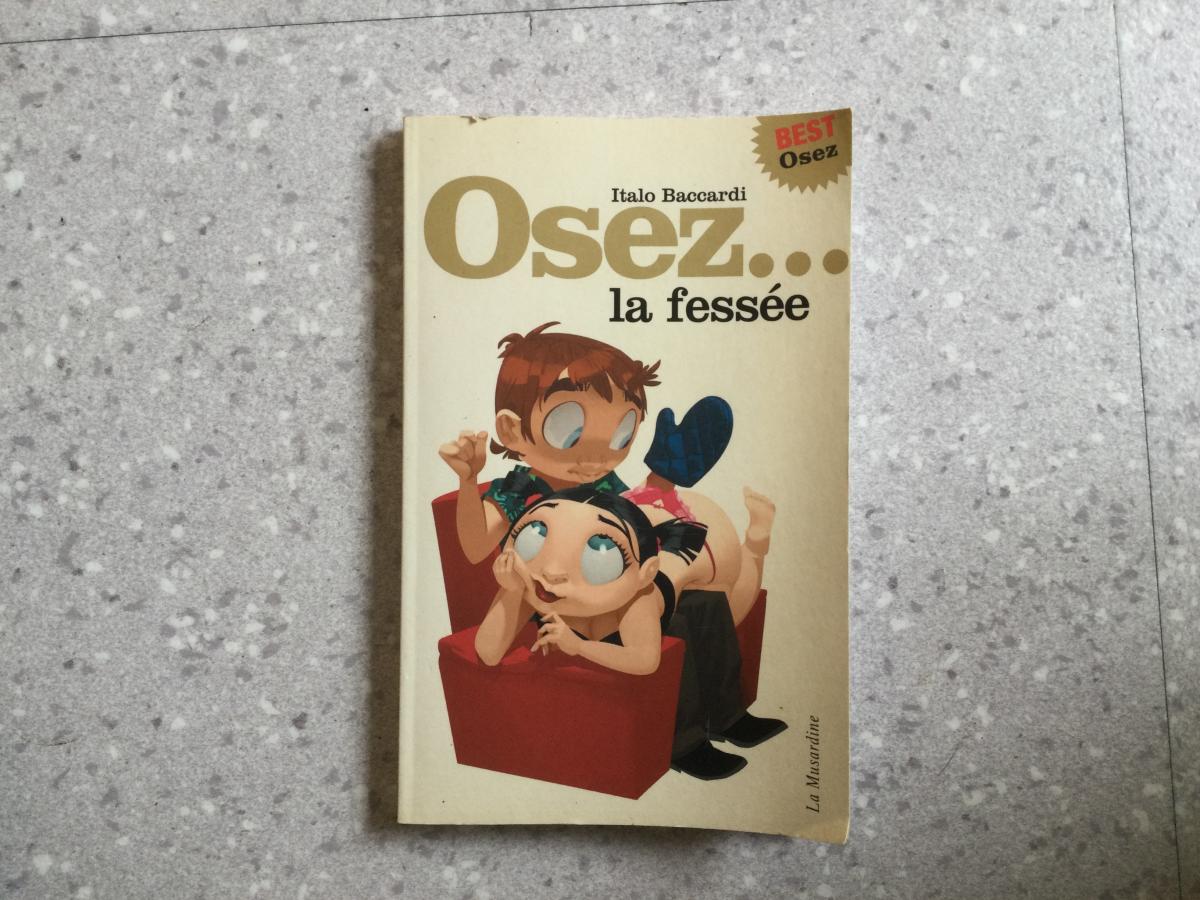 BEST
Osez
Italo Baccardi
Osez...
la fessée
La Musardine